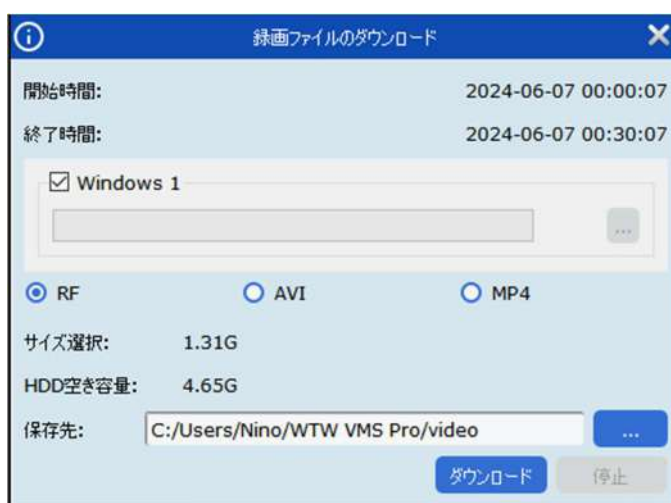 録画ファイルのダウンロード
開始時間: 2024-06-07 00:00:07
終了時間: 2024-06-07 00:30:07
Windows 1
...
RF AVI MP4
サイズ選択: 1.31G
HDD空き容量: 4.65G
保存先: C:/Users/Nino/WTW VMS Pro/video ...
ダウンロード 停止